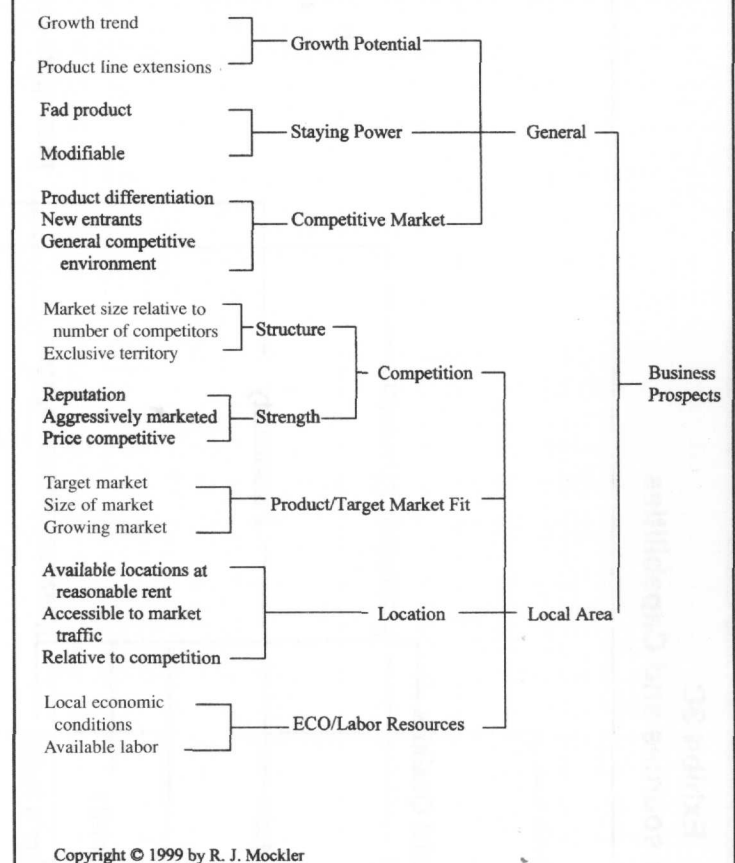 Growth trend
Growth Potential
Product line extensions
Fad product
Staying Power
General
Modifiable
Product differentiation
New entrants
Competitive Market
General competitive
environment
Market size relative to
number of competitors
Structure
Exclusive territory
Competition
Business
Prospects
Reputation
Aggressively marketed
Strength
Price competitive
Target market
Size of market
Product/Target Market Fit
Growing market
Available locations at
reasonable rent
Accessible to market
traffic
Location
Local Area
Relative to competition
Local economic
conditions
ECO/Labor Resources
Available labor
Copyright © 1999 by R. J. Mockler